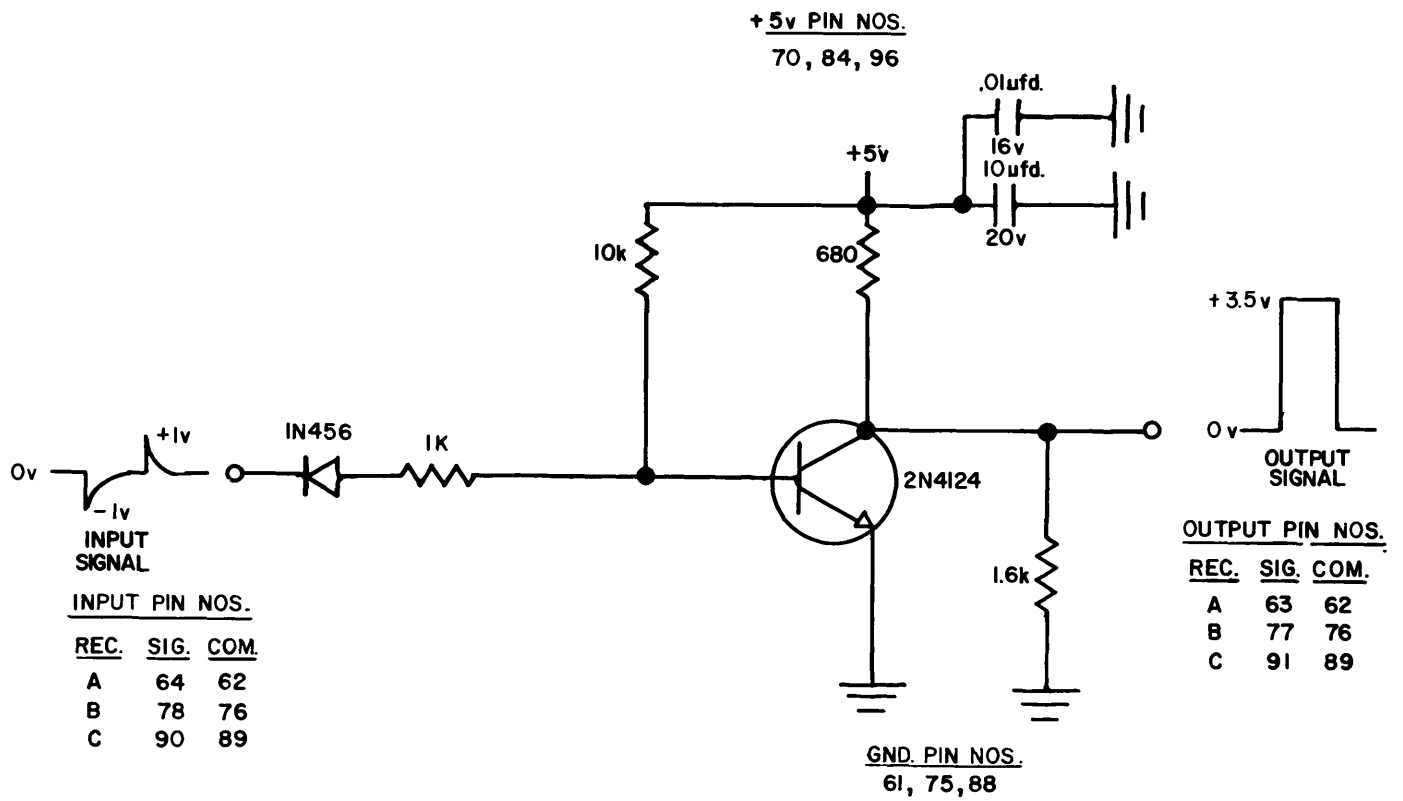 +5v PIN NOS.
70, 84, 96
.01ufd.
16v
+5v
10ufd.
20v
10k
680
+3.5v
0v
OUTPUT
SIGNAL
+1v
1N456
1K
0v
-1v
INPUT
SIGNAL
2N4124
1.6k
OUTPUT PIN NOS.
REC. SIG. COM.
A 63 62
B 77 76
C 91 89
INPUT PIN NOS.
REC. SIG. COM.
A 64 62
B 78 76
C 90 89
GND. PIN NOS.
61, 75, 88